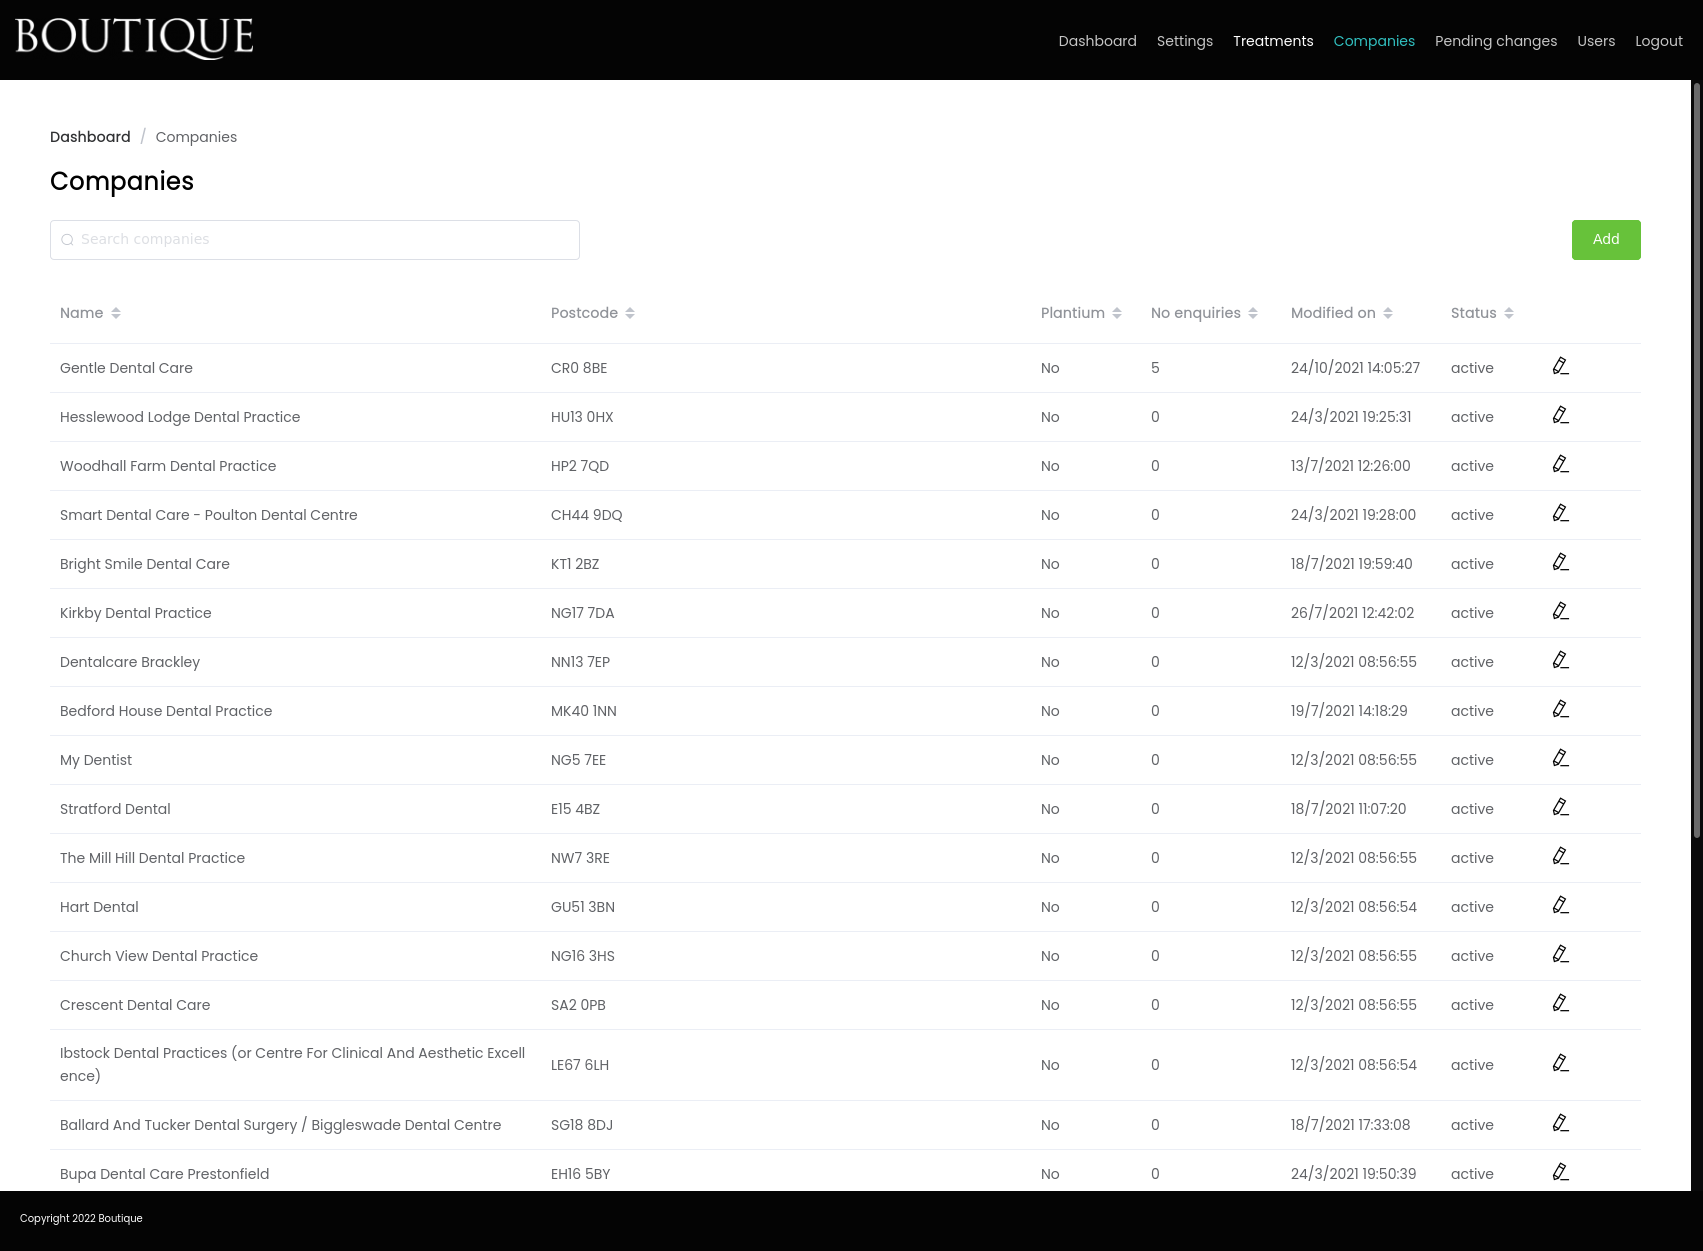 BOUTIQUE
Dashboard Settings Treatments Companies Pending changes Users Logout
Dashboard / Companies
Companies
Search companies
Add
Name Postcode Plantium No enquiries Modified on Status
Gentle Dental Care CR0 8BE No 5 24/10/2021 14:05:27 active
Hesslewood Lodge Dental Practice HU13 0HX No 0 24/3/2021 19:25:31 active
Woodhall Farm Dental Practice HP2 7QD No 0 13/7/2021 12:26:00 active
Smart Dental Care - Poulton Dental Centre CH44 9DQ No 0 24/3/2021 19:28:00 active
Bright Smile Dental Care KT1 2BZ No 0 18/7/2021 19:59:40 active
Kirkby Dental Practice NG17 7DA No 0 26/7/2021 12:42:02 active
Dentalcare Brackley NN13 7EP No 0 12/3/2021 08:56:55 active
Bedford House Dental Practice MK40 1NN No 0 19/7/2021 14:18:29 active
My Dentist NG5 7EE No 0 12/3/2021 08:56:55 active
Stratford Dental E15 4BZ No 0 18/7/2021 11:07:20 active
The Mill Hill Dental Practice NW7 3RE No 0 12/3/2021 08:56:55 active
Hart Dental GU51 3BN No 0 12/3/2021 08:56:54 active
Church View Dental Practice NG16 3HS No 0 12/3/2021 08:56:55 active
Crescent Dental Care SA2 0PB No 0 12/3/2021 08:56:55 active
Ibstock Dental Practices (or Centre For Clinical And Aesthetic Excell
ence) LE67 6LH No 0 12/3/2021 08:56:54 active
Ballard And Tucker Dental Surgery / Biggleswade Dental Centre SG18 8DJ No 0 18/7/2021 17:33:08 active
Bupa Dental Care Prestonfield EH16 5BY No 0 24/3/2021 19:50:39 active
Copyright 2022 Boutique